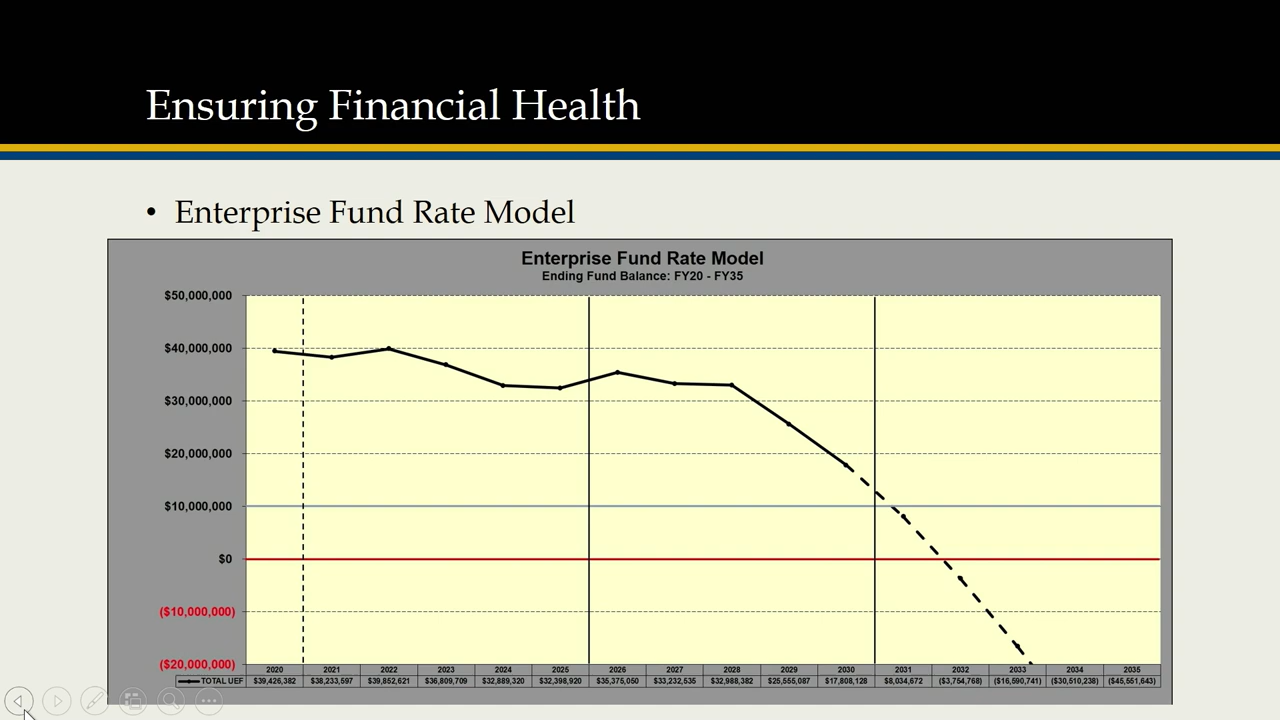 Ensuring Financial Health
• Enterprise Fund Rate Model
Enterprise Fund Rate Model
Ending Fund Balance: FY20 - FY35
$50,000,000
$40,000,000
$30,000,000
$20,000,000
$10,000,000
$0
($10,000,000)
($20,000,000)
2020 2021 2022 2023 2024 2025 2026 2027 2028 2029 2030 2031 2032 2033 2034 2035
TOTAL UEF $39,426,382 $38,233,597 $39,852,621 $36,809,709 $32,889,320 $32,398,920 $35,375,050 $33,232,535 $32,988,382 $25,555,087 $17,808,128 $8,034,672 ($3,754,768) ($16,590,741) ($30,510,238) ($45,551,643)